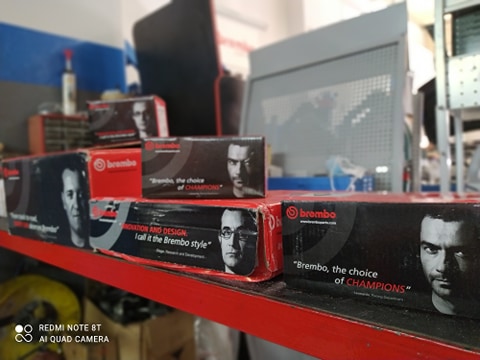 brembo
"Brembo, the choice
of CHAMPIONS"
INNOVATION AND DESIGN,
I call it the Brembo style"
brembo
"Brembo, the choice
of CHAMPIONS"
REDMI NOTE 8T
AI QUAD CAMERA